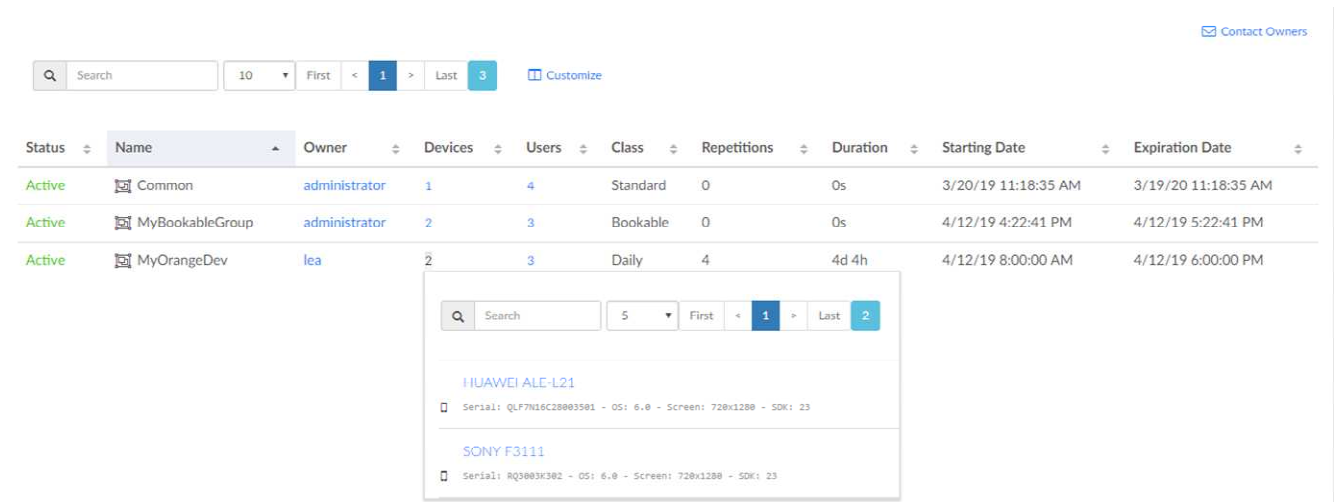 Contact Owners
Search 10 First < 1 > Last 3 Customize
Status Name Owner Devices Users Class Repetitions Duration Starting Date Expiration Date
Active Common administrator 1 4 Standard 0 0s 3/20/19 11:18:35 AM 3/19/20 11:18:35 AM
Active MyBookableGroup administrator 2 3 Bookable 0 0s 4/12/19 4:22:41 PM 4/12/19 5:22:41 PM
Active MyOrangeDev lea 2 3 Daily 4 4d 4h 4/12/19 8:00:00 AM 4/12/19 6:00:00 PM
Search 5 First < 1 > Last 2
HUAWEI ALE-L21
Serial: QLF7N16C28003501 - OS: 6.0 - Screen: 720x1280 - SDK: 23
SONY F3111
Serial: RQ3003K302 - OS: 6.0 - Screen: 720x1280 - SDK: 23